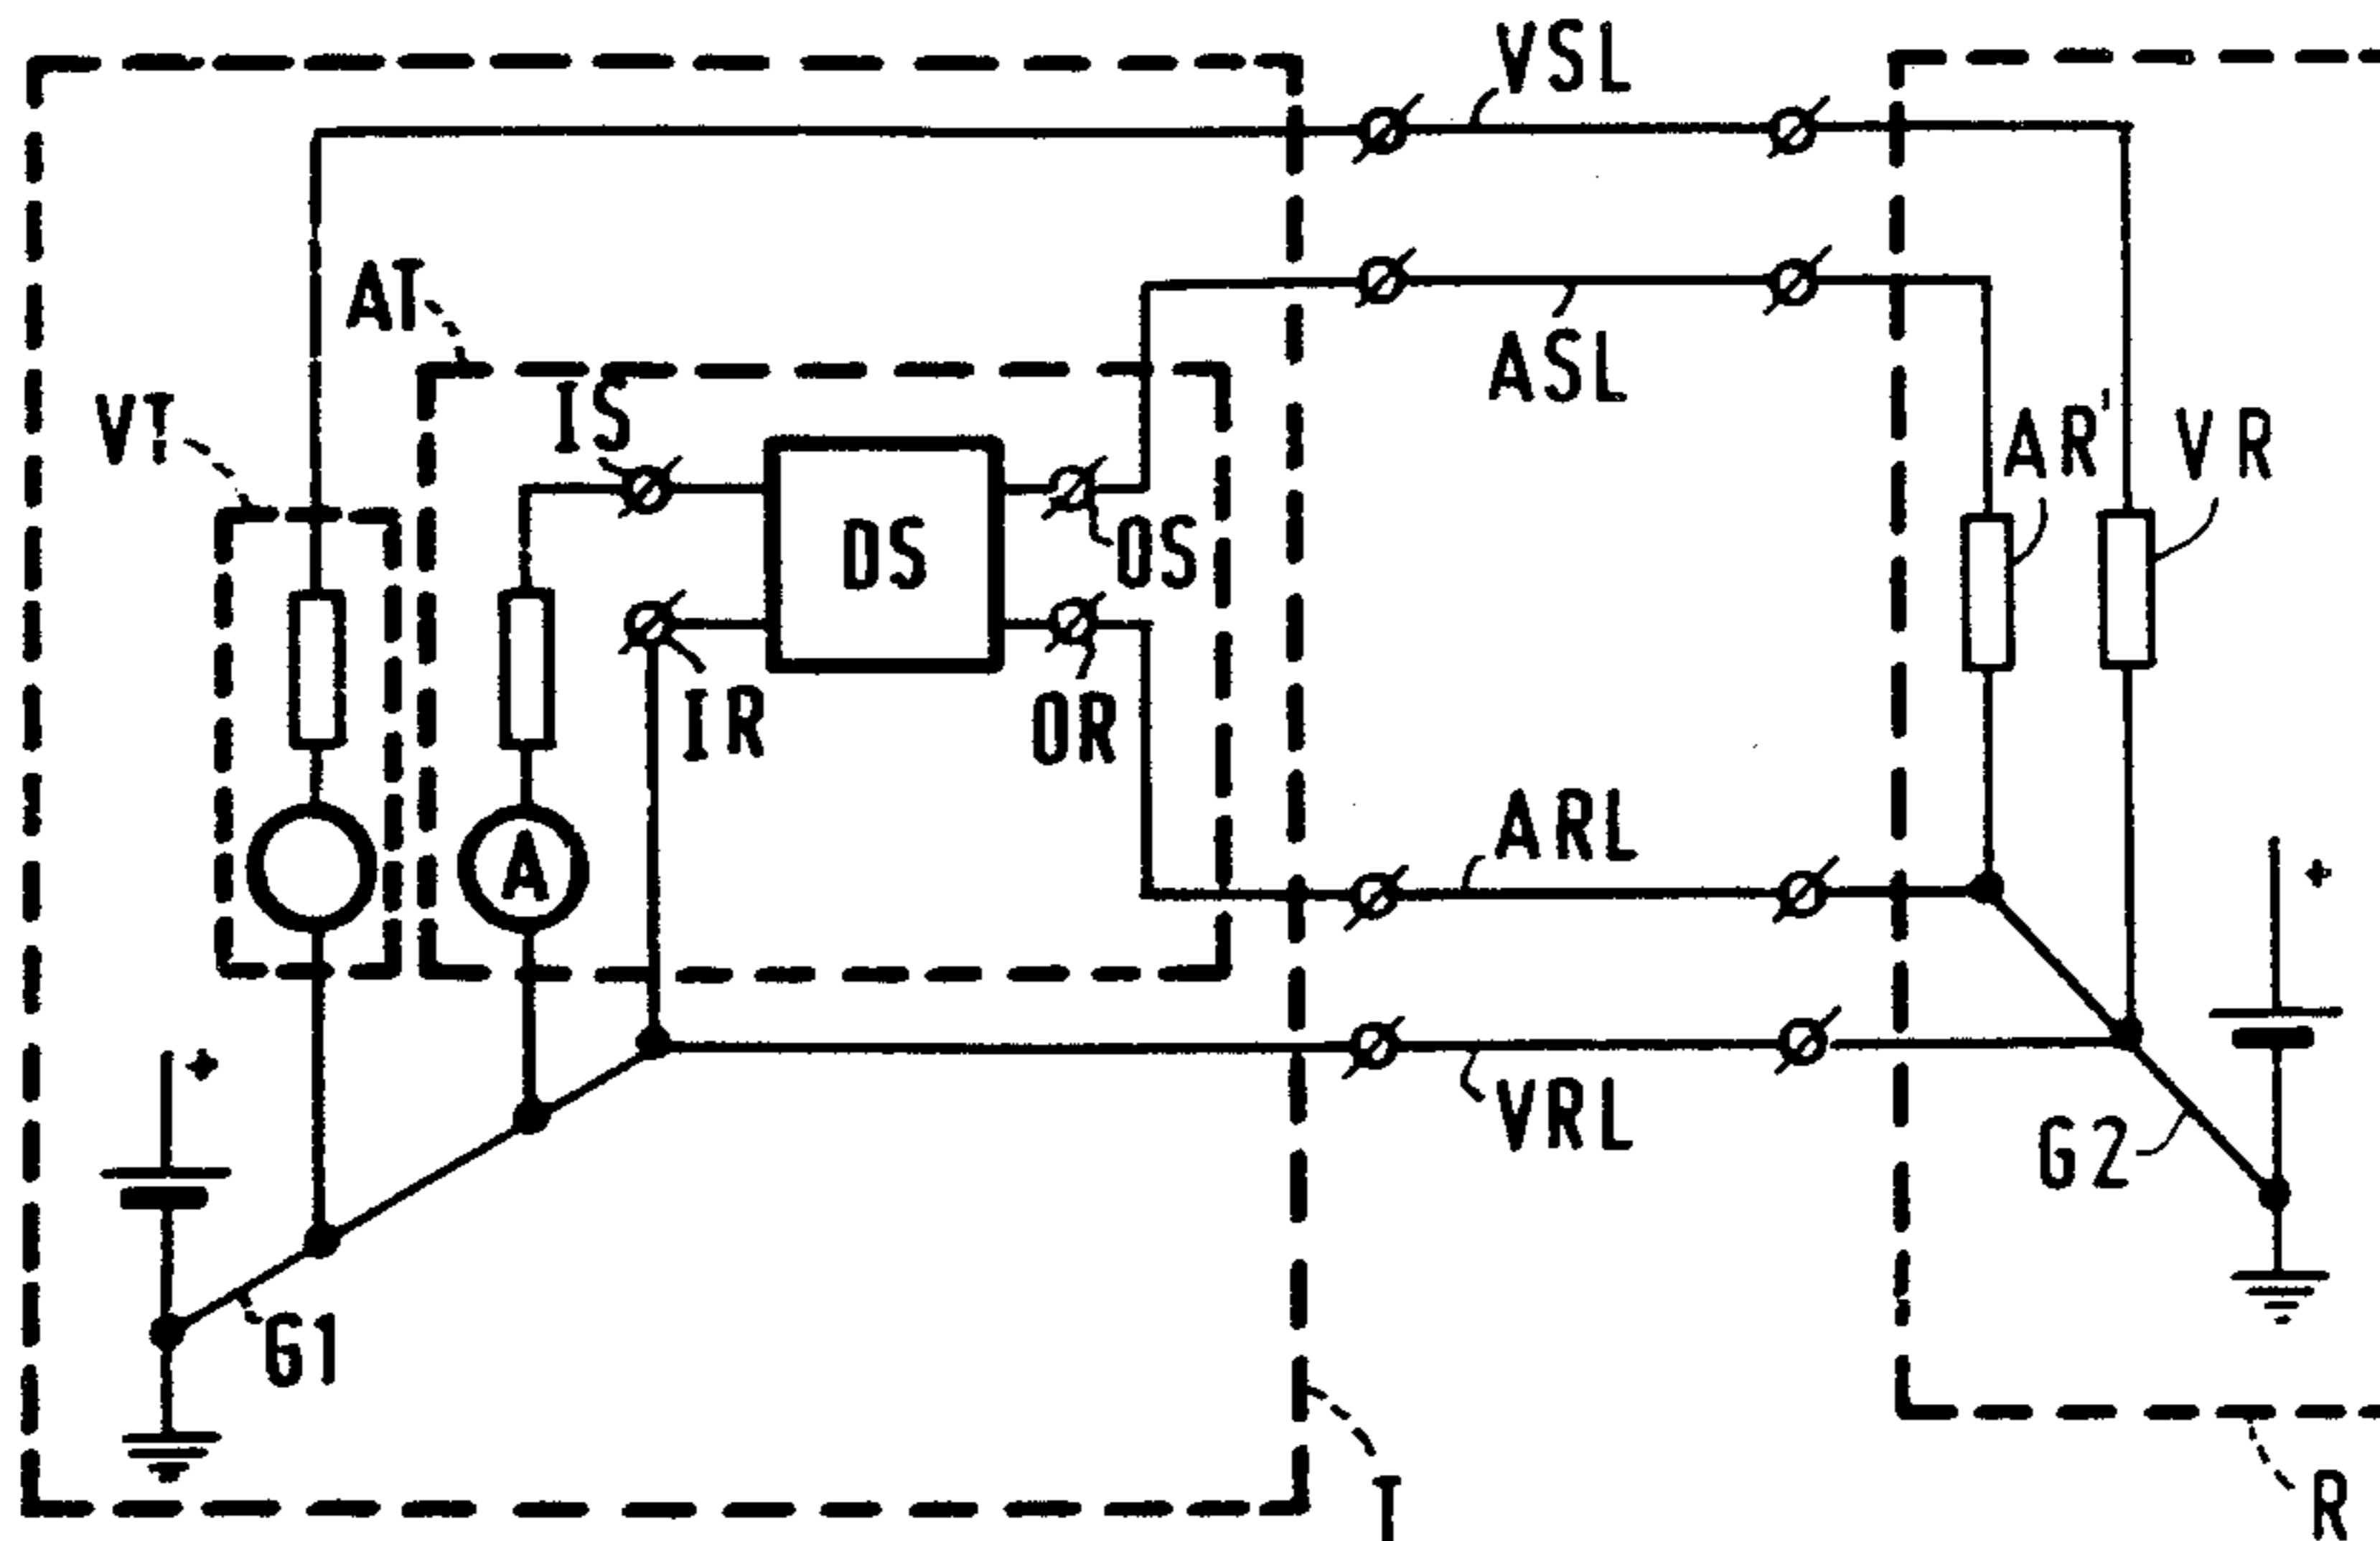 VSL
AT
ASL
IS
VT
AR'
VR
DS
OS
IR
OR
ARL
A
+
+
VRL
G2
G1
T
R